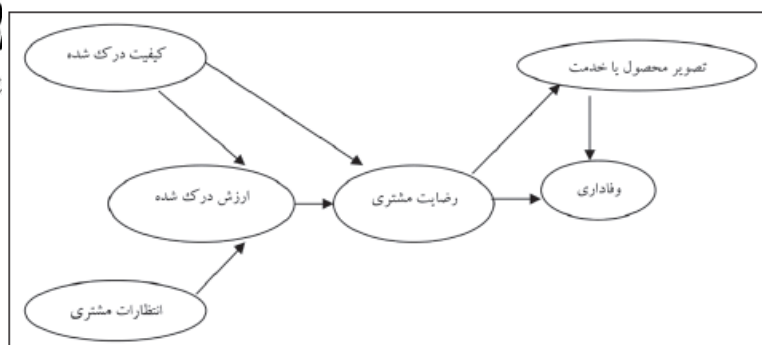 کیفیت درک شده
تصویر محصول یا خدمت
ارزش درک شده
رضایت مشتری
وفاداری
انتظارات مشتری